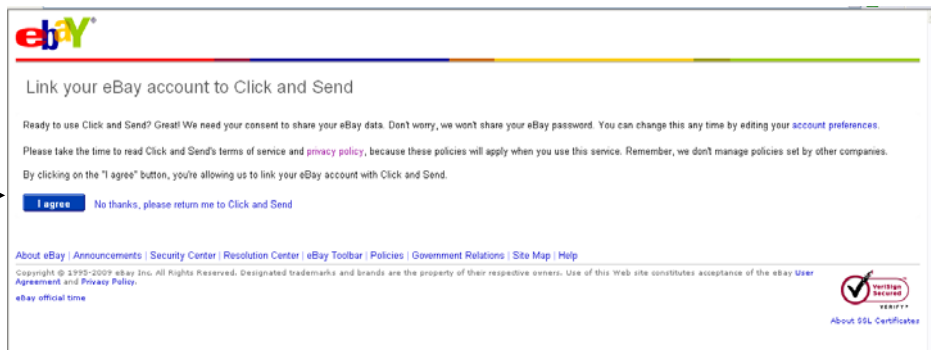 ebaY
Link your eBay account to Click and Send
Ready to use Click and Send? Great! We need your consent to share your eBay data. Don't worry, we won't share your eBay password. You can change this any time by editing your account preferences.
Please take the time to read Click and Send's terms of service and privacy policy, because these policies will apply when you use this service. Remember, we don't manage policies set by other companies.
By clicking on the "I agree" button, you're allowing us to link your eBay account with Click and Send.
I agree No thanks, please return me to Click and Send
About eBay | Announcements | Security Center | Resolution Center | eBay Toolbar | Policies | Government Relations | Site Map | Help
Copyright © 1995-2009 eBay Inc. All Rights Reserved. Designated trademarks and brands are the property of their respective owners. Use of this Web site constitutes acceptance of the eBay User
Agreement and Privacy Policy.
eBay official time
VeriSign
Secured
VERIFY
About SSL Certificates